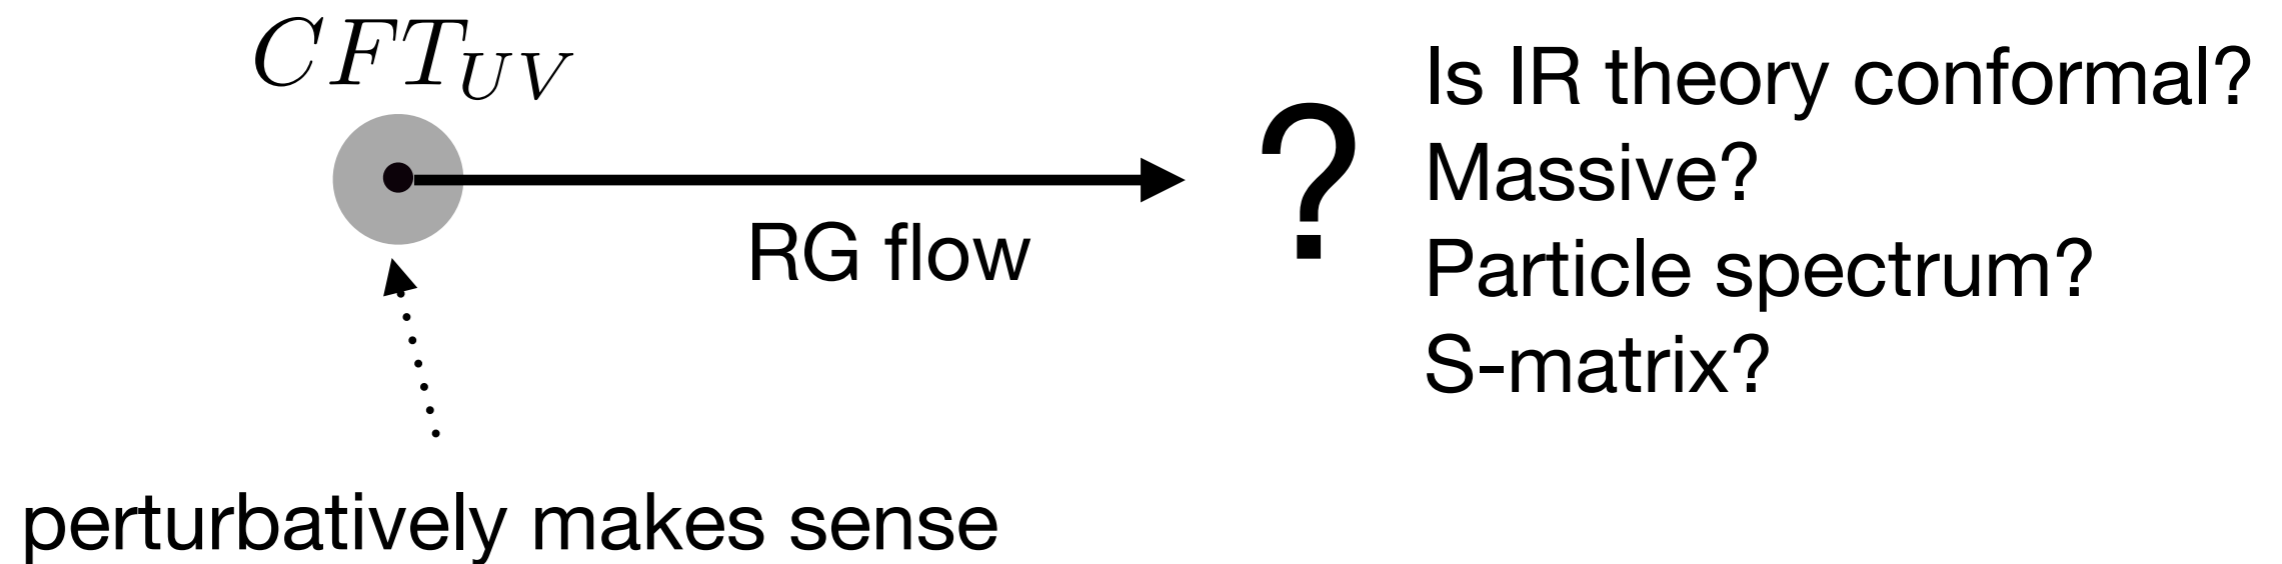 CFT_{UV}
RG flow
?
Is IR theory conformal?
Massive?
Particle spectrum?
S-matrix?
perturbatively makes sense